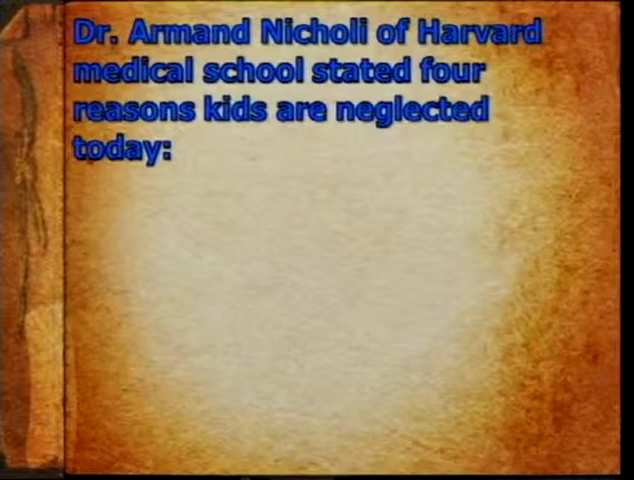 Dr. Armand Nicholi of Harvard
medical school stated four
reasons kids are neglected
today: